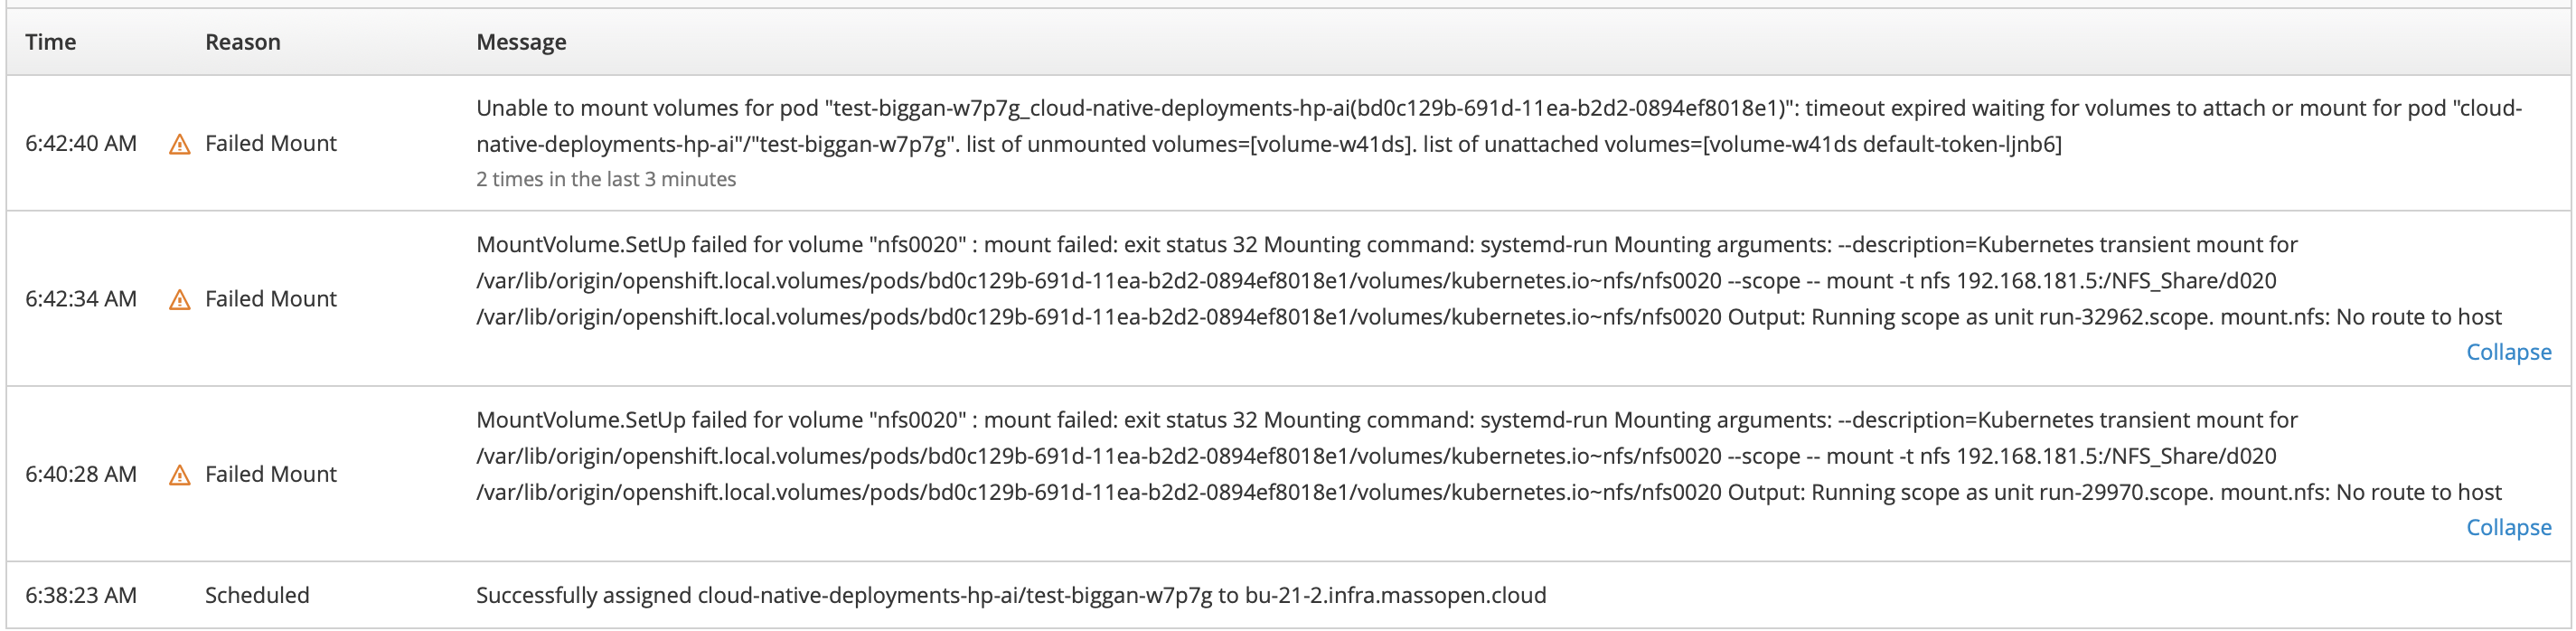 Time Reason Message
Unable to mount volumes for pod "test-biggan-w7p7g_cloud-native-deployments-hp-ai(bd0c129b-691d-11ea-b2d2-0894ef8018e1)": timeout expired waiting for volumes to attach or mount for pod "cloud-
6:42:40 AM Failed Mount native-deployments-hp-ai"/"test-biggan-w7p7g". list of unmounted volumes=[volume-w41ds]. list of unattached volumes=[volume-w41ds default-token-ljnb6]
2 times in the last 3 minutes
MountVolume.SetUp failed for volume "nfs0020" : mount failed: exit status 32 Mounting command: systemd-run Mounting arguments: --description=Kubernetes transient mount for
6:42:34 AM Failed Mount /var/lib/origin/openshift.local.volumes/pods/bd0c129b-691d-11ea-b2d2-0894ef8018e1/volumes/kubernetes.io~nfs/nfs0020 --scope -- mount -t nfs 192.168.181.5:/NFS_Share/d020
/var/lib/origin/openshift.local.volumes/pods/bd0c129b-691d-11ea-b2d2-0894ef8018e1/volumes/kubernetes.io~nfs/nfs0020 Output: Running scope as unit run-32962.scope. mount.nfs: No route to host
Collapse
MountVolume.SetUp failed for volume "nfs0020" : mount failed: exit status 32 Mounting command: systemd-run Mounting arguments: --description=Kubernetes transient mount for
6:40:28 AM Failed Mount /var/lib/origin/openshift.local.volumes/pods/bd0c129b-691d-11ea-b2d2-0894ef8018e1/volumes/kubernetes.io~nfs/nfs0020 --scope -- mount -t nfs 192.168.181.5:/NFS_Share/d020
/var/lib/origin/openshift.local.volumes/pods/bd0c129b-691d-11ea-b2d2-0894ef8018e1/volumes/kubernetes.io~nfs/nfs0020 Output: Running scope as unit run-29970.scope. mount.nfs: No route to host
Collapse
6:38:23 AM Scheduled Successfully assigned cloud-native-deployments-hp-ai/test-biggan-w7p7g to bu-21-2.infra.massopen.cloud